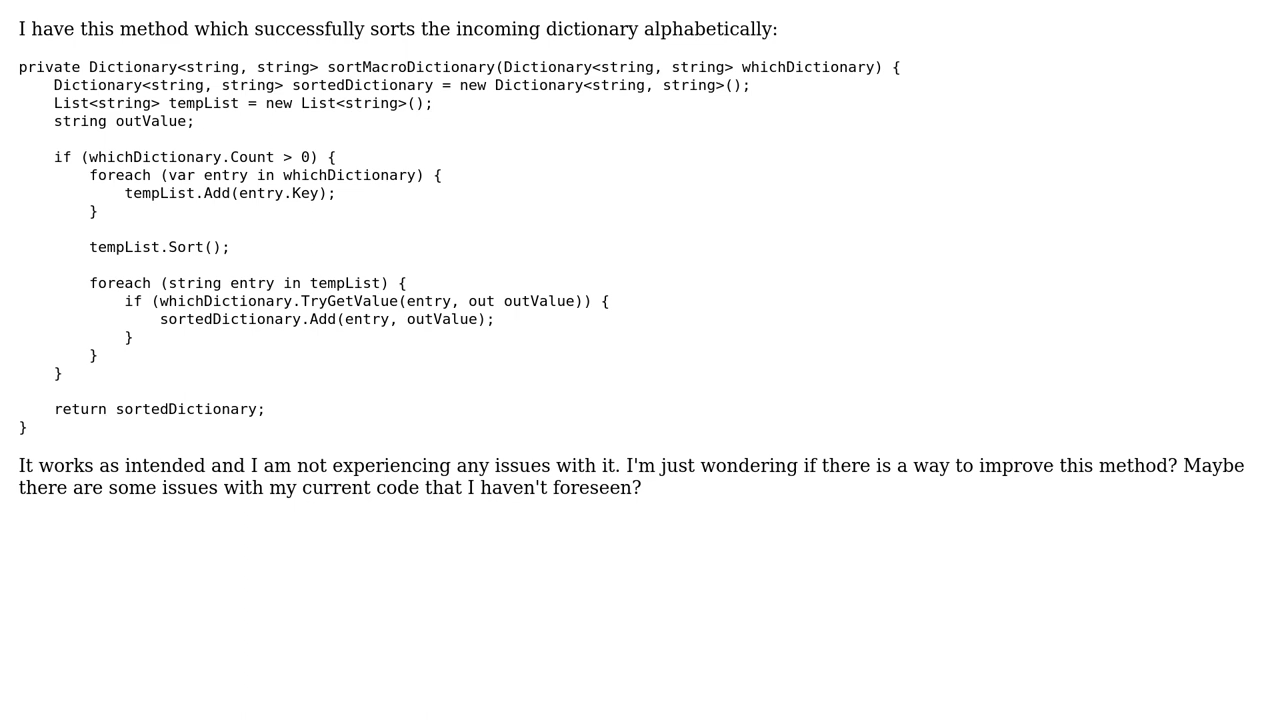 I have this method which successfully sorts the incoming dictionary alphabetically:
private Dictionary<string, string> sortMacroDictionary(Dictionary<string, string> whichDictionary) {
    Dictionary<string, string> sortedDictionary = new Dictionary<string, string>();
    List<string> tempList = new List<string>();
    string outValue;

    if (whichDictionary.Count > 0) {
        foreach (var entry in whichDictionary) {
            tempList.Add(entry.Key);
        }

        tempList.Sort();

        foreach (string entry in tempList) {
            if (whichDictionary.TryGetValue(entry, out outValue)) {
                sortedDictionary.Add(entry, outValue);
            }
        }
    }

    return sortedDictionary;
}
It works as intended and I am not experiencing any issues with it. I'm just wondering if there is a way to improve this method? Maybe
there are some issues with my current code that I haven't foreseen?